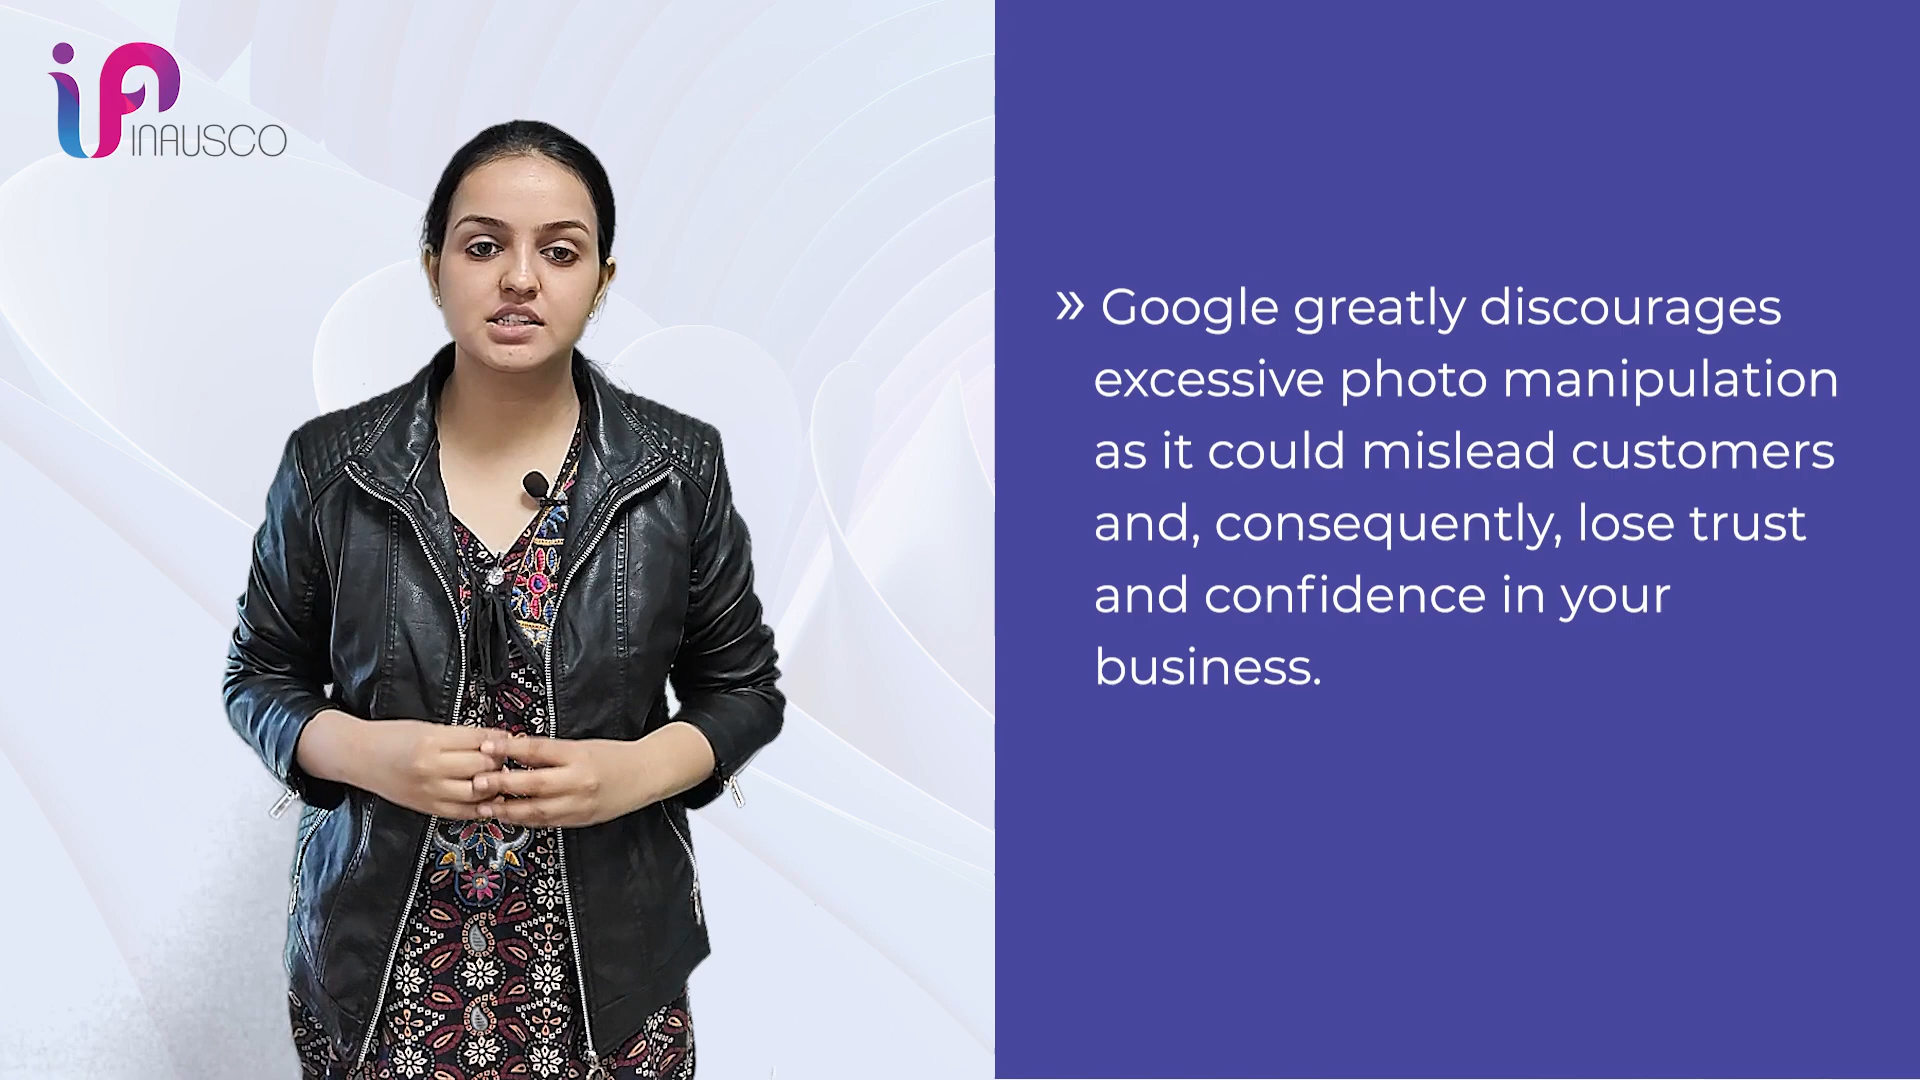 INAUSCO
» Google greatly discourages
excessive photo manipulation
as it could mislead customers
and, consequently, lose trust
and confidence in your
business.